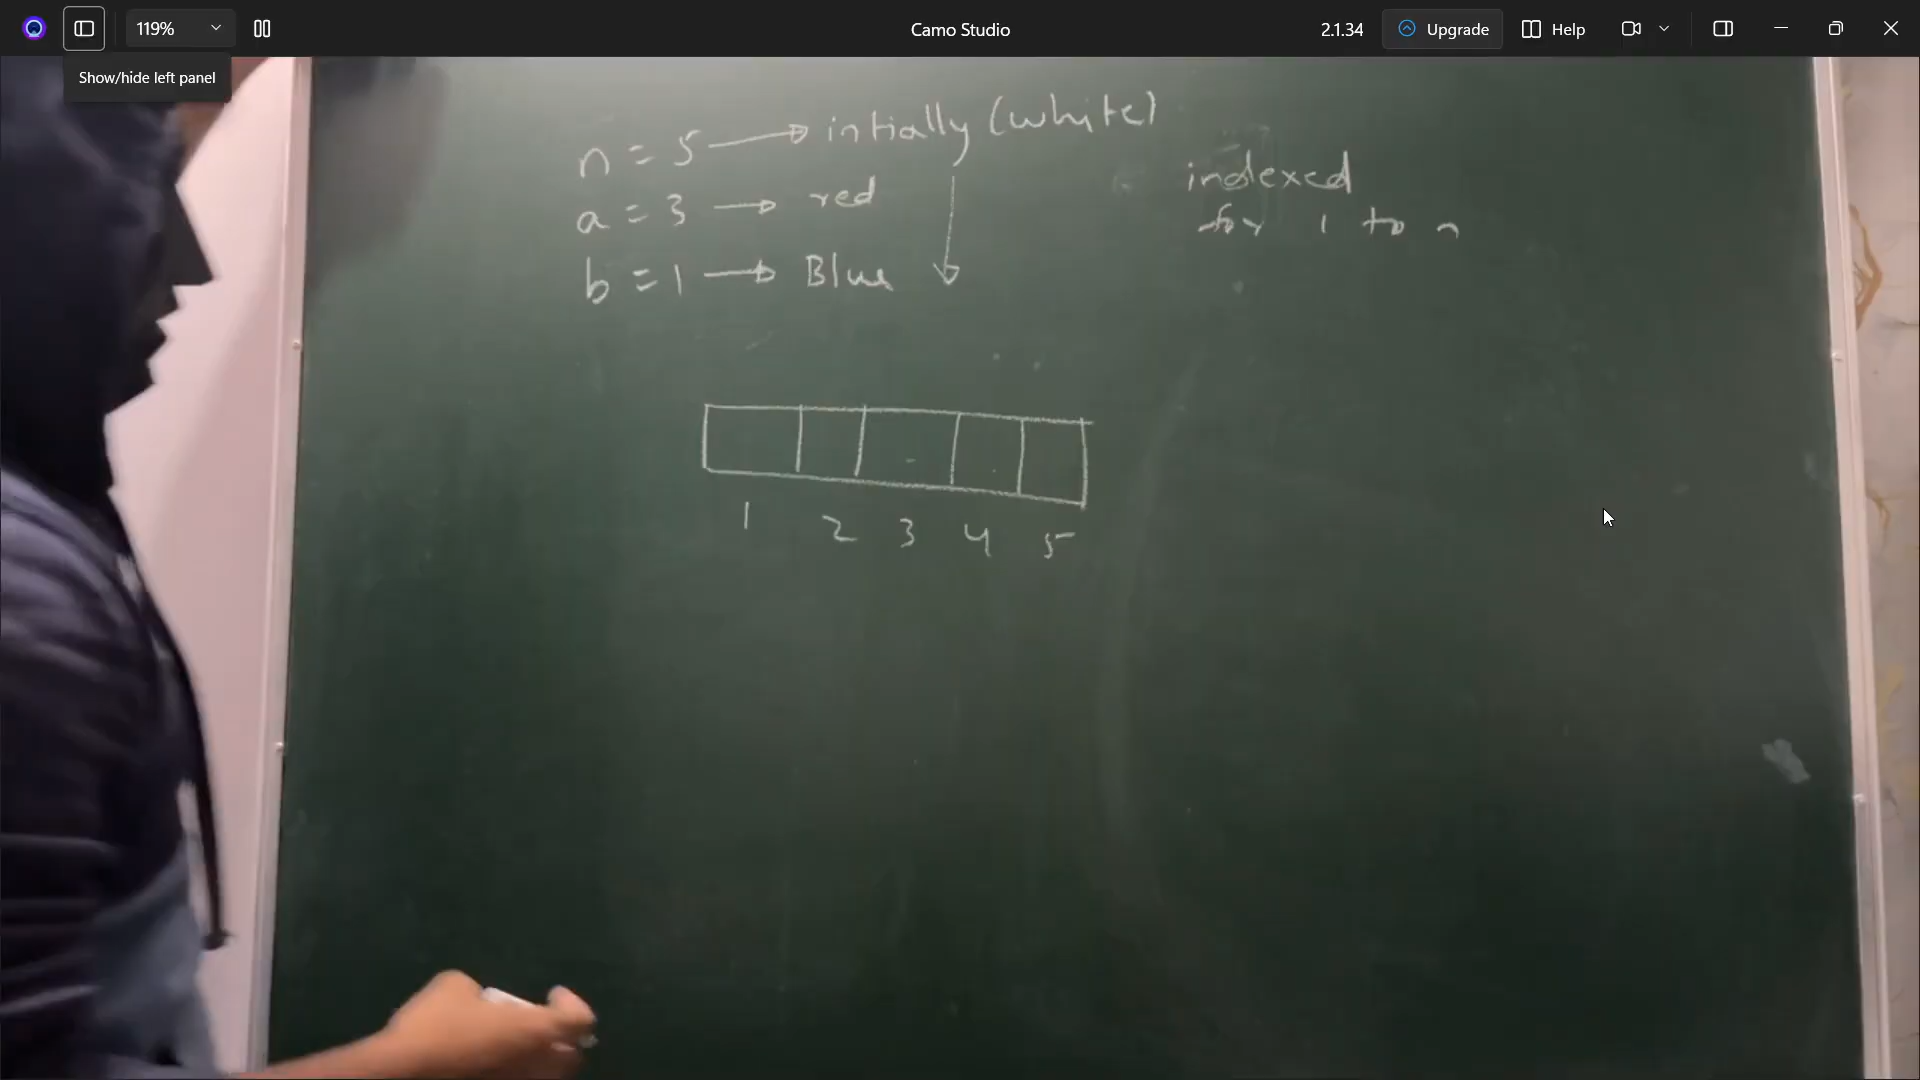 119%
Camo Studio
2.1.34
Upgrade
Help
Show/hide left panel
n = 5 → intially (white)
a = 3 → red
b = 1 → Blue
indexed
for 1 to n
1 2 3 4 5